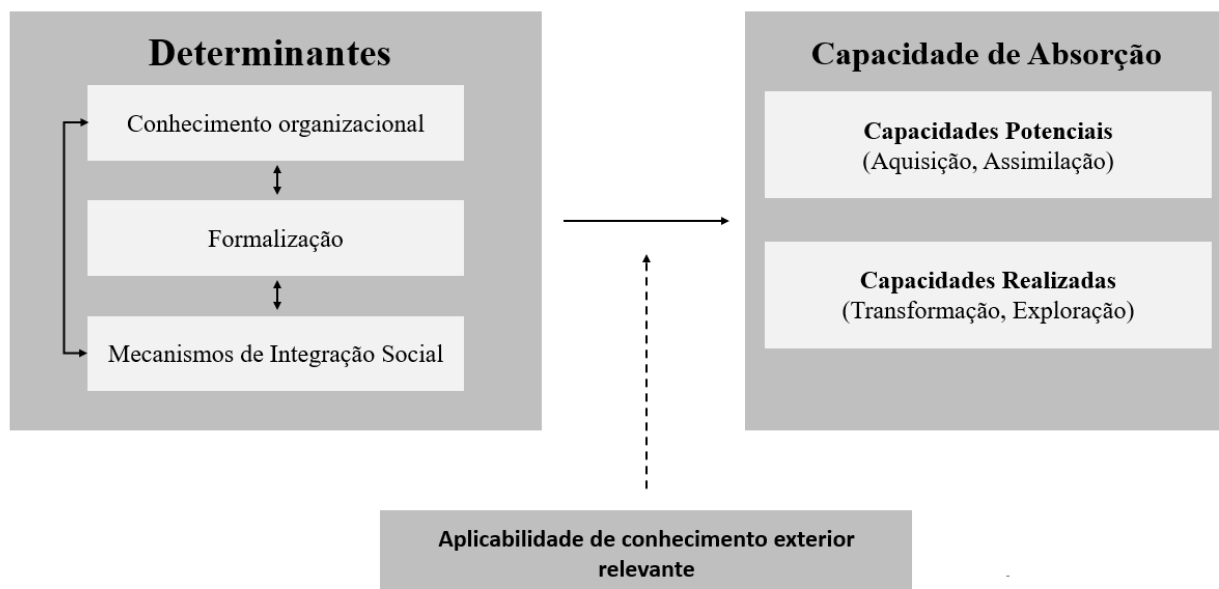 Determinantes
Conhecimento organizacional
Formalização
Mecanismos de Integração Social
Capacidade de Absorção
Capacidades Potenciais
(Aquisição, Assimilação)
Capacidades Realizadas
(Transformação, Exploração)
Aplicabilidade de conhecimento exterior
relevante